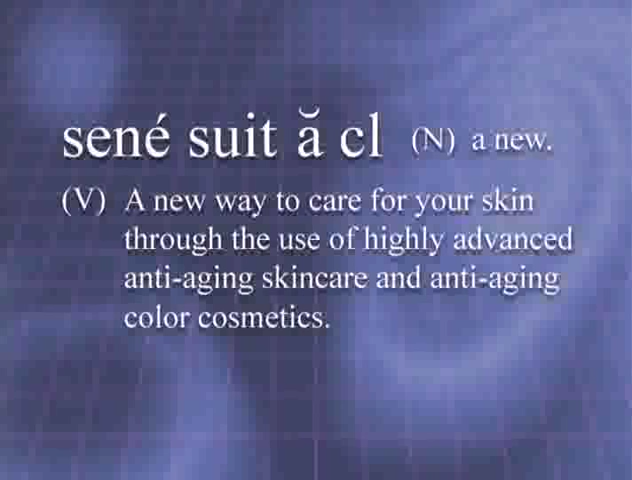 sené suit ă cl (N) a new.
(V) A new way to care for your skin
through the use of highly advanced
anti-aging skincare and anti-aging
color cosmetics.